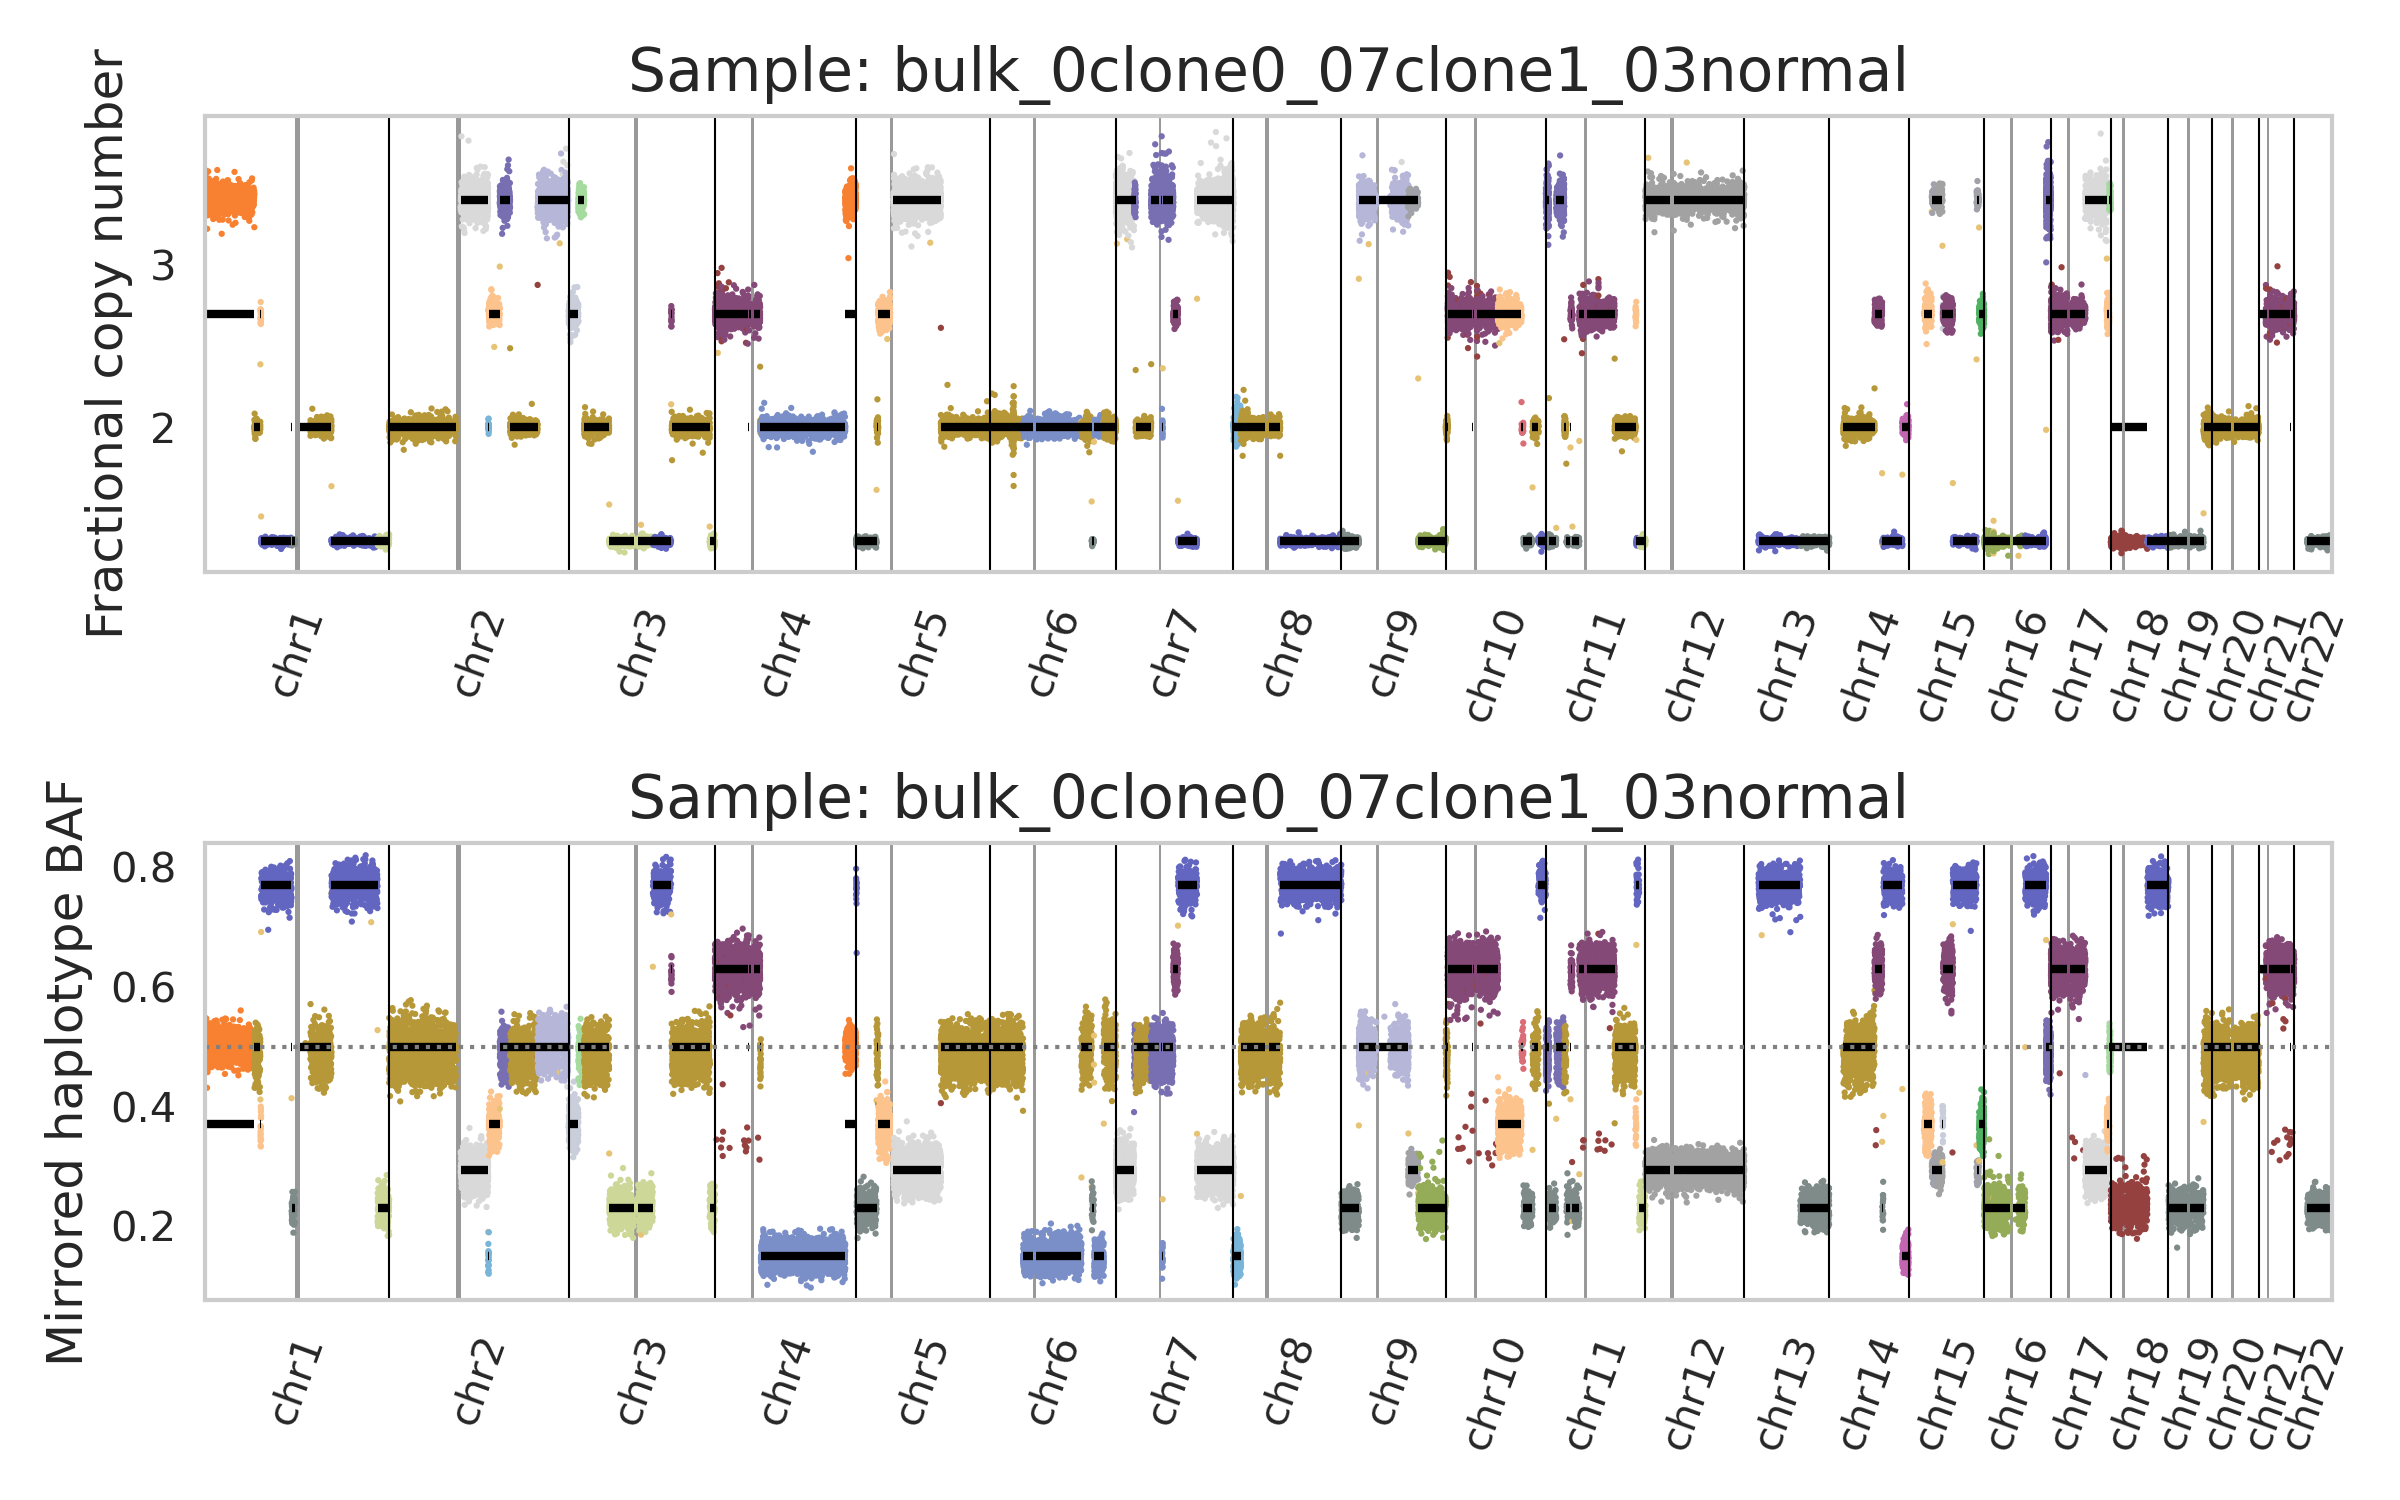 Sample: bulk_0clone0_07clone1_03normal
Fractional copy number
3
2
chr1 chr2 chr3 chr4 chr5 chr6 chr7 chr8 chr9 chr10 chr11 chr12 chr13 chr14 chr15 chr16 chr17 chr18 chr19 chr20 chr21 chr22
Sample: bulk_0clone0_07clone1_03normal
Mirrored haplotype BAF
0.8
0.6
0.4
0.2
chr1 chr2 chr3 chr4 chr5 chr6 chr7 chr8 chr9 chr10 chr11 chr12 chr13 chr14 chr15 chr16 chr17 chr18 chr19 chr20 chr21 chr22